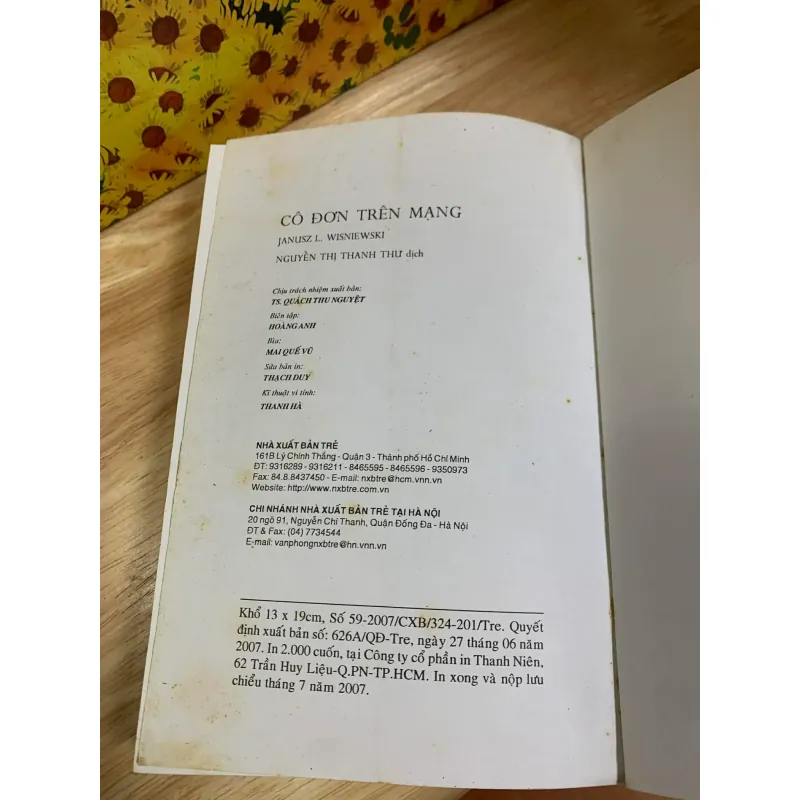 CÔ ĐƠN TRÊN MẠNG
JANUSZ L. WISNIEWSKI
NGUYỄN THỊ THANH THƯ dịch
Chịu trách nhiệm xuất bản:
TS. QUÁCH THU NGUYỆT
Biên tập:
HOÀNG ANH
Bìa:
MAI QUẾ VŨ
Sửa bản in:
THẠCH DUY
Kĩ thuật vi tính:
THANH HÀ
NHÀ XUẤT BẢN TRẺ
161B Lý Chính Thắng - Quận 3 - Thành phố Hồ Chí Minh
ĐT: 9316289 - 9316211 - 8465595 - 8465596 - 9350973
Fax: 84.8.8437450 - E-mail: nxbtre@hcm.vnn.vn
Website: http://www.nxbtre.com.vn
CHI NHÁNH NHÀ XUẤT BẢN TRẺ TẠI HÀ NỘI
20 ngõ 91, Nguyễn Chí Thanh, Quận Đống Đa - Hà Nội
ĐT & Fax: (04) 7734544
E-mail: vanphongnxbtre@hn.vnn.vn
Khổ 13 x 19cm, Số 59-2007/CXB/324-201/Tre. Quyết
định xuất bản số: 626A/QĐ-Tre, ngày 27 tháng 06 năm
2007. In 2.000 cuốn, tại Công ty cổ phần in Thanh Niên,
62 Trần Huy Liệu-Q.PN-TP.HCM. In xong và nộp lưu
chiểu tháng 7 năm 2007.